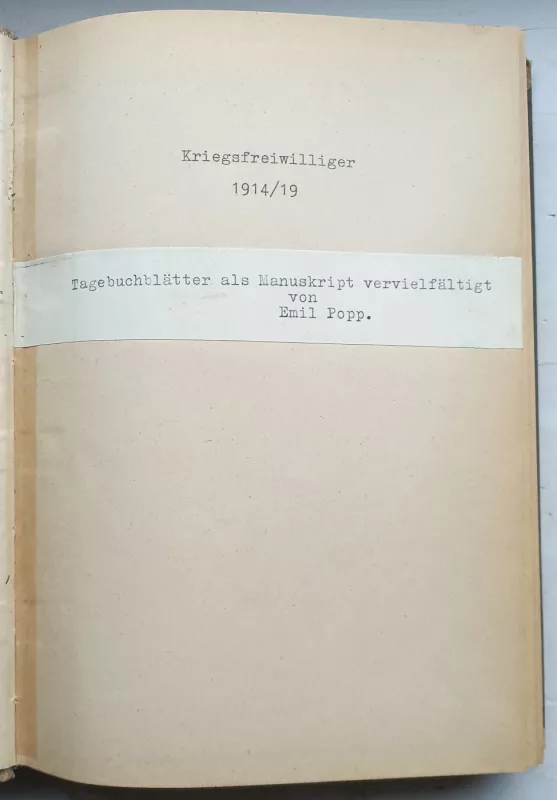 Kriegsfreiwilliger
1914/19
Tagebuchblätter als Manuskript vervielfältigt
von
Emil Popp.